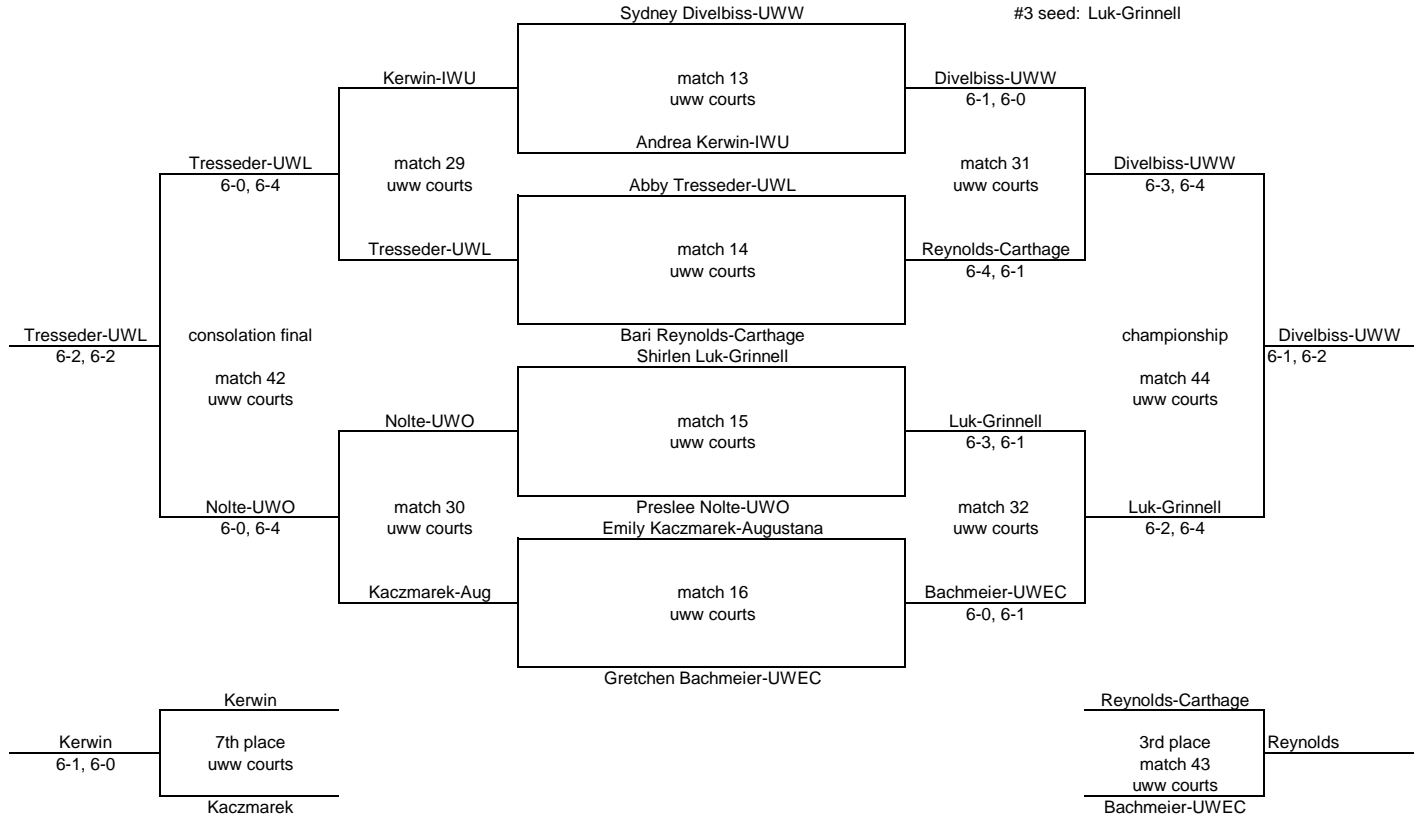 Sydney Divelbiss-UWW
#3 seed: Luk-Grinnell
Kerwin-IWU
match 13
Divelbiss-UWW
uww courts
6-1, 6-0
Andrea Kerwin-IWU
Tresseder-UWL
match 29
match 31
Divelbiss-UWW
6-0, 6-4
uww courts
Abby Tresseder-UWL
uww courts
6-3, 6-4
Tresseder-UWL
match 14
Reynolds-Carthage
uww courts
6-4, 6-1
Tresseder-UWL
consolation final
Bari Reynolds-Carthage
championship
Divelbiss-UWW
6-2, 6-2
Shirlen Luk-Grinnell
6-1, 6-2
match 42
match 44
uww courts
uww courts
Nolte-UWO
match 15
Luk-Grinnell
uww courts
6-3, 6-1
Nolte-UWO
match 30
Preslee Nolte-UWO
match 32
Luk-Grinnell
6-0, 6-4
uww courts
Emily Kaczmarek-Augustana
uww courts
6-2, 6-4
Kaczmarek-Aug
match 16
Bachmeier-UWEC
uww courts
6-0, 6-1
Gretchen Bachmeier-UWEC
Kerwin
Reynolds-Carthage
Kerwin
7th place
3rd place
Reynolds
6-1, 6-0
uww courts
match 43
uww courts
Kaczmarek
Bachmeier-UWEC